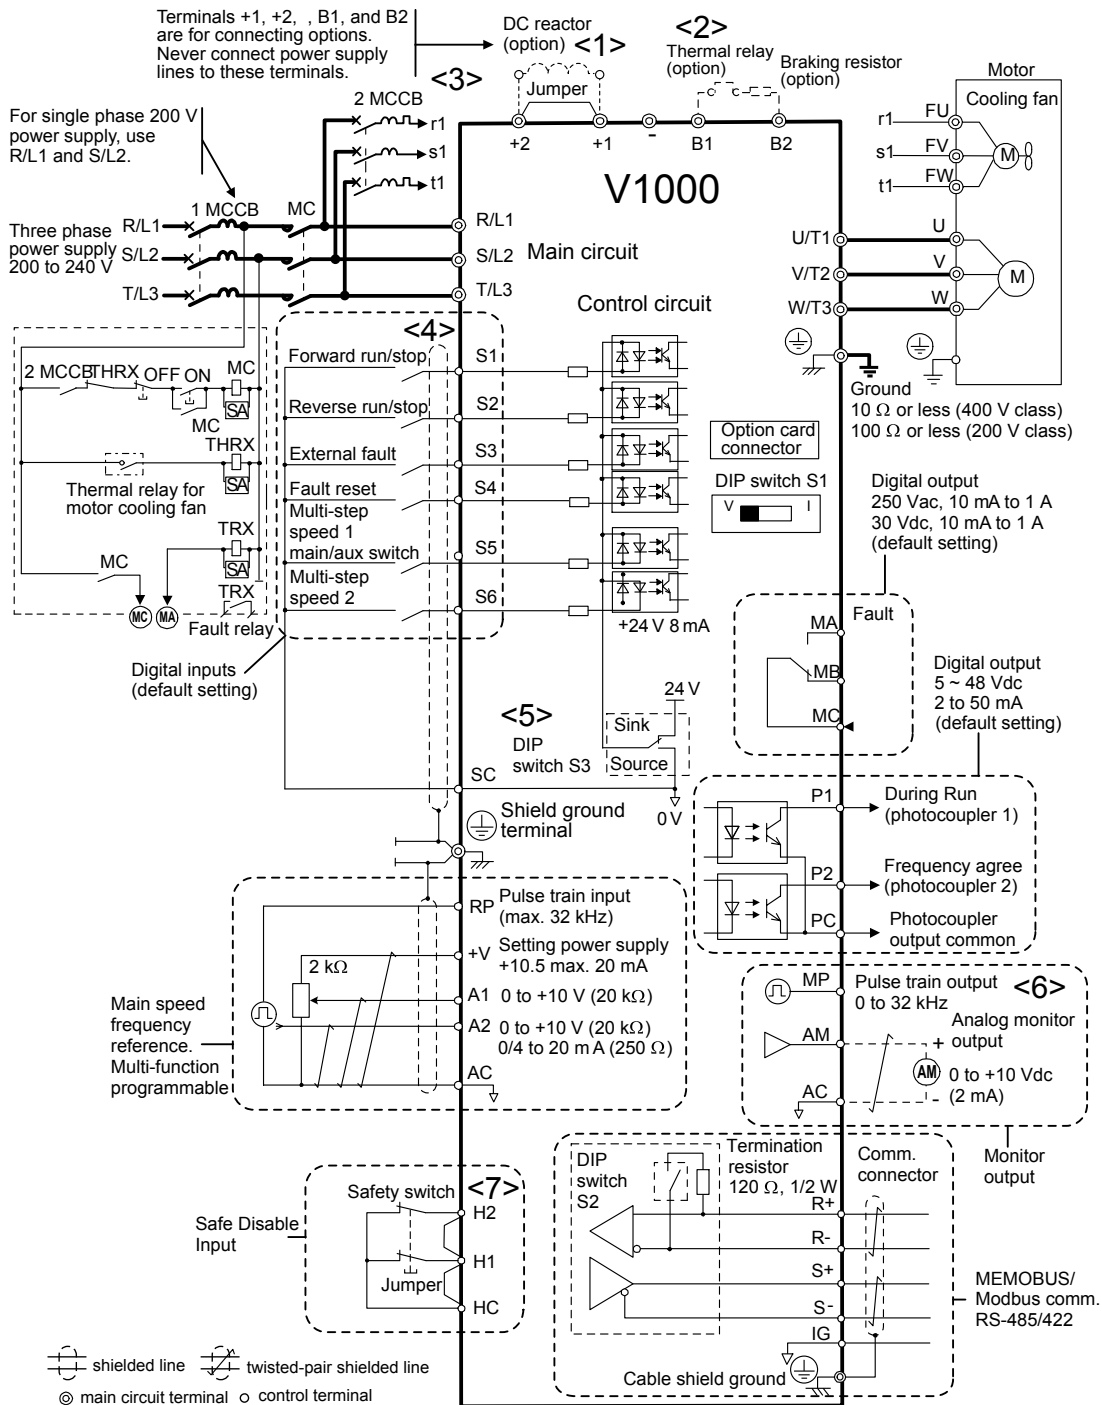 Terminals +1, +2, , B1, and B2
are for connecting options.
Never connect power supply
lines to these terminals.
DC reactor
(option)
<1>
<2>
Thermal relay
(option)
Braking resistor
(option)
<3>
Jumper
Motor
Cooling fan
2 MCCB
r1
s1
t1
+2
+1
-
B1
B2
r1
FU
s1
FV
t1
FW
M
For single phase 200 V
power supply, use
R/L1 and S/L2.
V1000
1 MCCB
MC
Three phase
power supply
200 to 240 V
R/L1
S/L2
T/L3
R/L1
S/L2
T/L3
Main circuit
U/T1
V/T2
W/T3
U
V
W
M
Control circuit
<4>
2 MCCB
THRX
OFF
ON
MC
SA
MC
THRX
SA
Thermal relay for
motor cooling fan
TRX
SA
MC
TRX
MC
MA
Fault relay
Forward run/stop
S1
Reverse run/stop
S2
External fault
S3
Fault reset
S4
Multi-step
speed 1
main/aux switch
S5
Multi-step
speed 2
S6
+24 V 8 mA
Ground
10 Ω or less (400 V class)
100 Ω or less (200 V class)
Option card
connector
DIP switch S1
V
I
Digital output
250 Vac, 10 mA to 1 A
30 Vdc, 10 mA to 1 A
(default setting)
Digital inputs
(default setting)
MA
Fault
MB
MC
Digital output
5 ~ 48 Vdc
2 to 50 mA
(default setting)
<5>
DIP
switch S3
24 V
Sink
Source
0 V
SC
Shield ground
terminal
P1
During Run
(photocoupler 1)
P2
Frequency agree
(photocoupler 2)
PC
Photocoupler
output common
Main speed
frequency
reference.
Multi-function
programmable
2 kΩ
RP
Pulse train input
(max. 32 kHz)
+V
Setting power supply
+10.5 max. 20 mA
A1
0 to +10 V (20 kΩ)
A2
0 to +10 V (20 kΩ)
0/4 to 20 mA (250 Ω)
AC
MP
Pulse train output
0 to 32 kHz
<6>
AM
+
Analog monitor
output
AM
0 to +10 Vdc
(2 mA)
AC
-
Monitor
output
Safe Disable
Input
Safety switch
<7>
H2
H1
Jumper
HC
DIP
switch
S2
Termination
resistor
120 Ω, 1/2 W
Comm.
connector
R+
R-
S+
S-
IG
Cable shield ground
MEMOBUS/
Modbus comm.
RS-485/422
shielded line
twisted-pair shielded line
main circuit terminal
control terminal